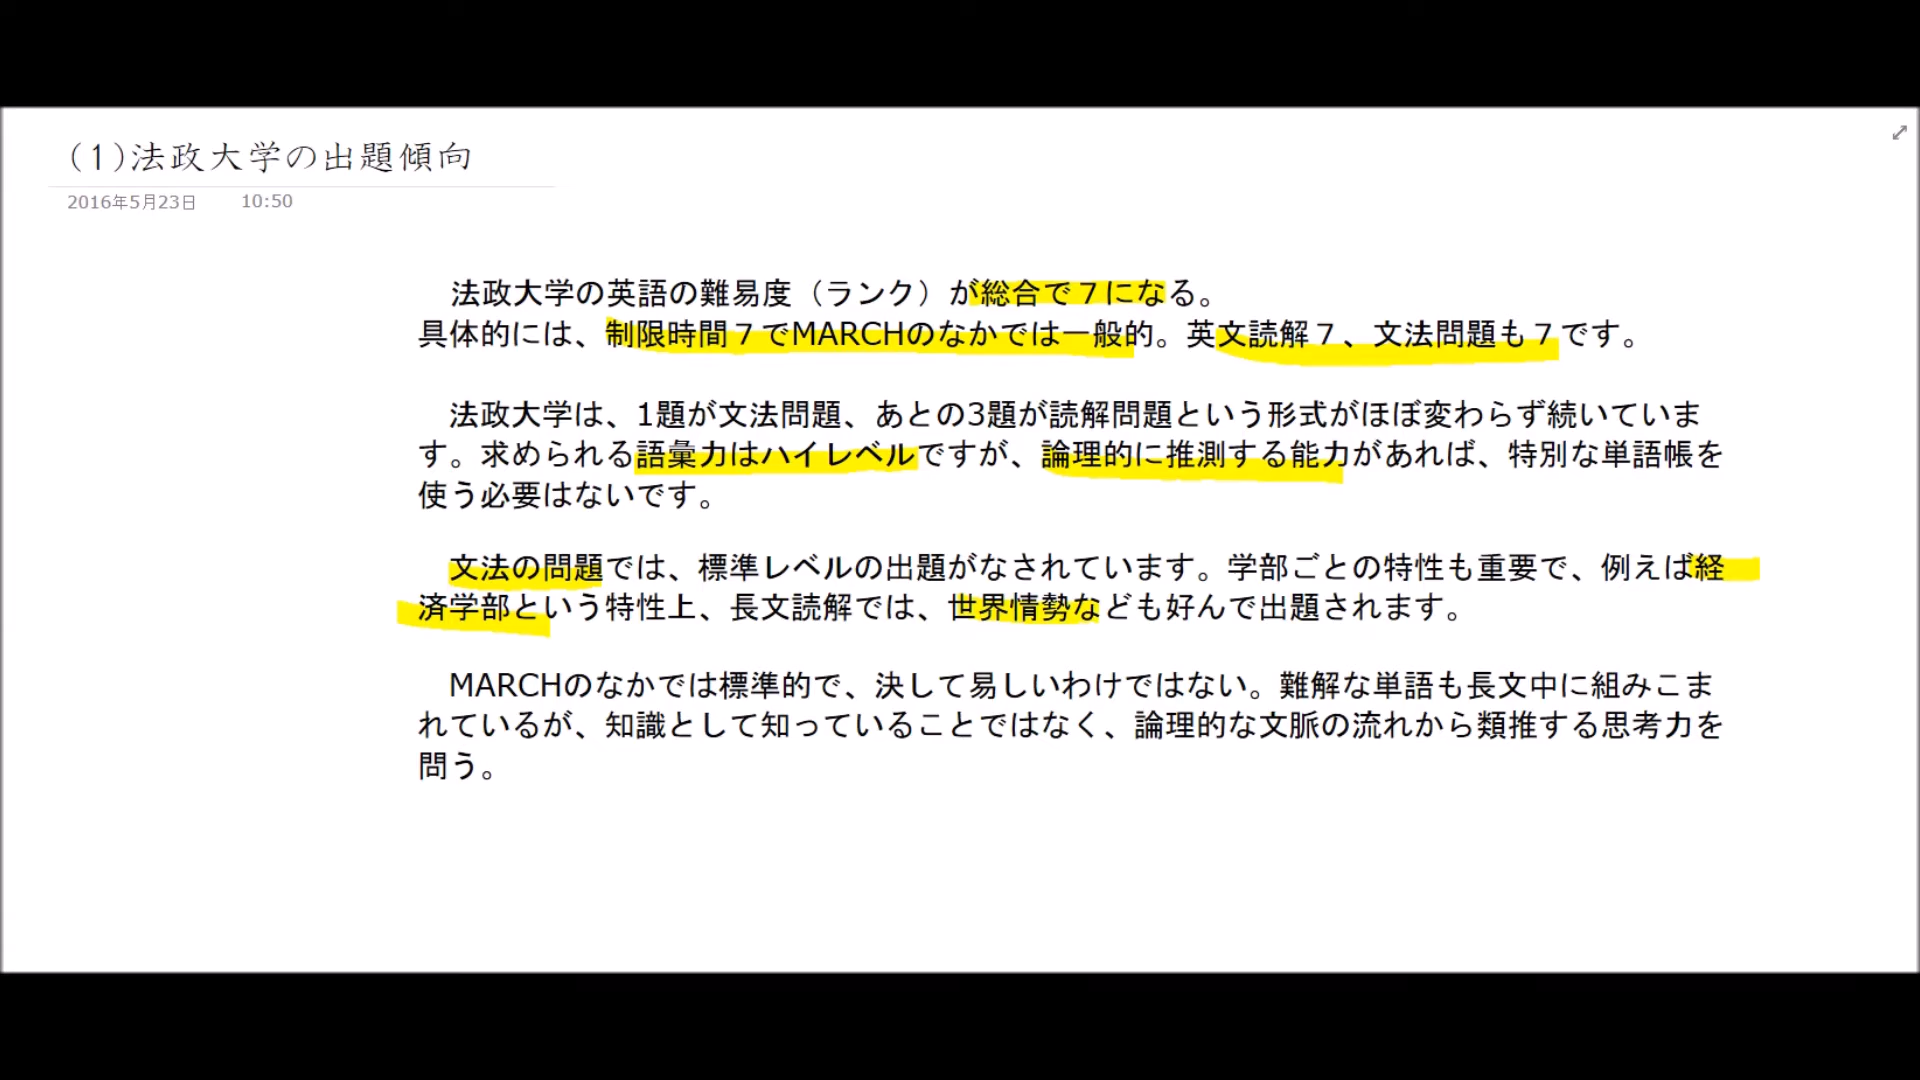 (1)法政大学の出題傾向
2016年5月23日 10:50
法政大学の英語の難易度（ランク）が総合で７になる。
具体的には、制限時間７でMARCHのなかでは一般的。英文読解７、文法問題も７です。
法政大学は、1題が文法問題、あとの3題が読解問題という形式がほぼ変わらず続いていま
す。求められる語彙力はハイレベルですが、論理的に推測する能力があれば、特別な単語帳を
使う必要はないです。
文法の問題では、標準レベルの出題がなされています。学部ごとの特性も重要で、例えば経
済学部という特性上、長文読解では、世界情勢なども好んで出題されます。
MARCHのなかでは標準的で、決して易しいわけではない。難解な単語も長文中に組みこま
れているが、知識として知っていることではなく、論理的な文脈の流れから類推する思考力を
問う。